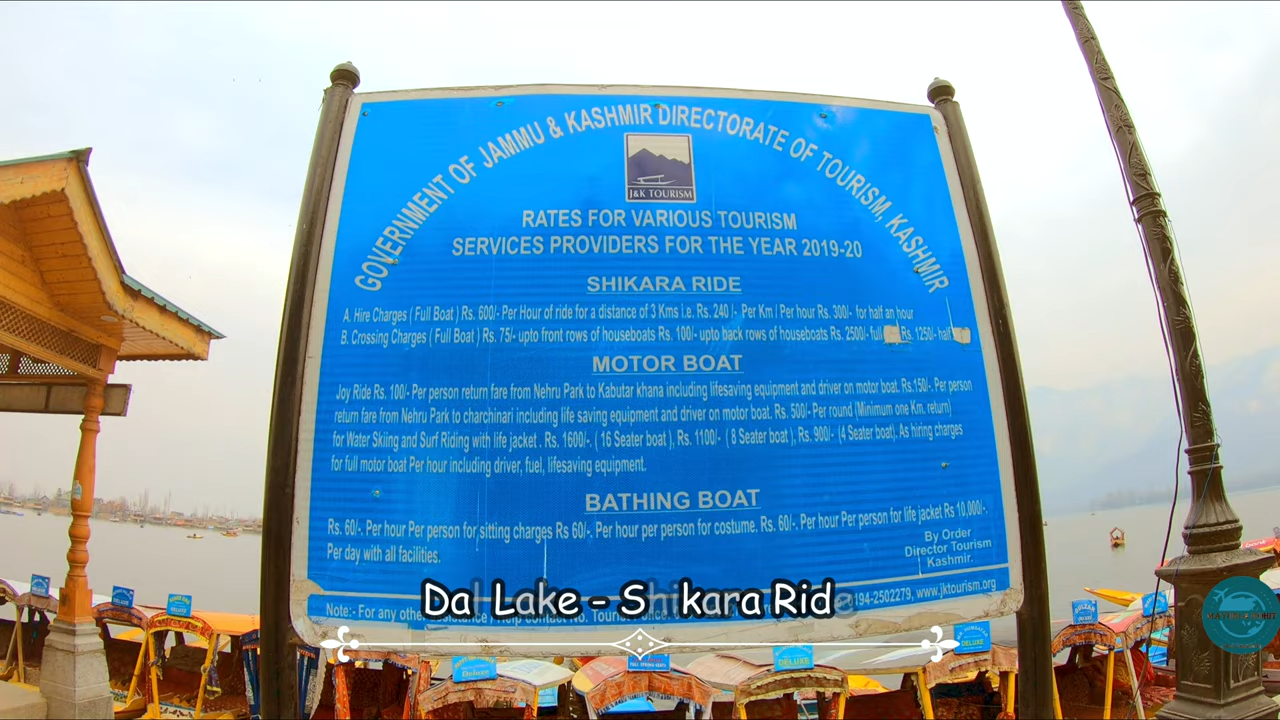 GOVERNMENT OF JAMMU & KASHMIR DIRECTORATE OF TOURISM, KASHMIR
J&K TOURISM
RATES FOR VARIOUS TOURISM
SERVICES PROVIDERS FOR THE YEAR 2019-20
SHIKARA RIDE
A. Hire Charges ( Full Boat ) Rs. 600/- Per Hour of ride for a distance of 3 Kms i.e. Rs. 240 /- Per Km / Per hour Rs. 300/- for half an hour
B. Crossing Charges ( Full Boat ) Rs. 75/- upto front rows of houseboats Rs. 100/- upto back rows of houseboats Rs. 2500/- full Rs. 1250/- half
MOTOR BOAT
Joy Ride Rs. 100/- Per person return fare from Nehru Park to Kabutar khana including lifesaving equipment and driver on motor boat. Rs.150/- Per person
return fare from Nehru Park to charchinari including life saving equipment and driver on motor boat. Rs. 500/- Per round (Minimum one Km. return)
for Water Skiing and Surf Riding with life jacket . Rs. 1600/-. ( 16 Seater boat ), Rs. 1100/- ( 8 Seater boat ), Rs. 900/- (4 Seater boat). As hiring charges
for full motor boat Per hour including driver, fuel, lifesaving equipment.
BATHING BOAT
Rs. 60/-. Per hour Per person for sitting charges Rs 60/-. Per hour per person for costume. Rs. 60/-. Per hour Per person for life jacket Rs 10,000/-.
Per day with all facilities.
By Order
Director Tourism
Kashmir.
Note:- For any other assistance / help contact No. Tourist office 194-2502279, www.jktourism.org
Da Lake - Shikara Ride
DELUXE
DELUXE
Deluxe